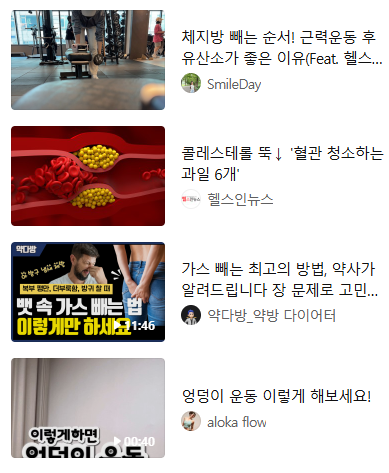 체지방 빼는 순서! 근력운동 후
유산소가 좋은 이유(Feat. 헬스...
SmileDay
콜레스테롤 뚝↓ '혈관 청소하는
과일 6개'
헬스인뉴스
약다방
복부 팽만, 더부룩함, 방귀 찰 때
뱃 속 가스 빼는 법
이렇게만 하세요
11:46
가스 빼는 최고의 방법, 약사가
알려드립니다 장 문제로 고민...
약다방_약방 다이어터
이렇게하면
엉덩이 운동
00:40
엉덩이 운동 이렇게 해보세요!
aloka flow